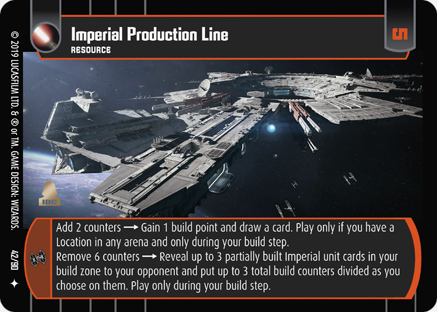 Imperial Production Line
RESOURCE
5
© 2019 LUCASFILM LTD. & ® or TM. GAME DESIGN: WIZARDS.
42/90
Add 2 counters → Gain 1 build point and draw a card. Play only if you have a
Location in any arena and only during your build step.
Remove 6 counters → Reveal up to 3 partially built Imperial unit cards in your
build zone to your opponent and put up to 3 total build counters divided as you
choose on them. Play only during your build step.